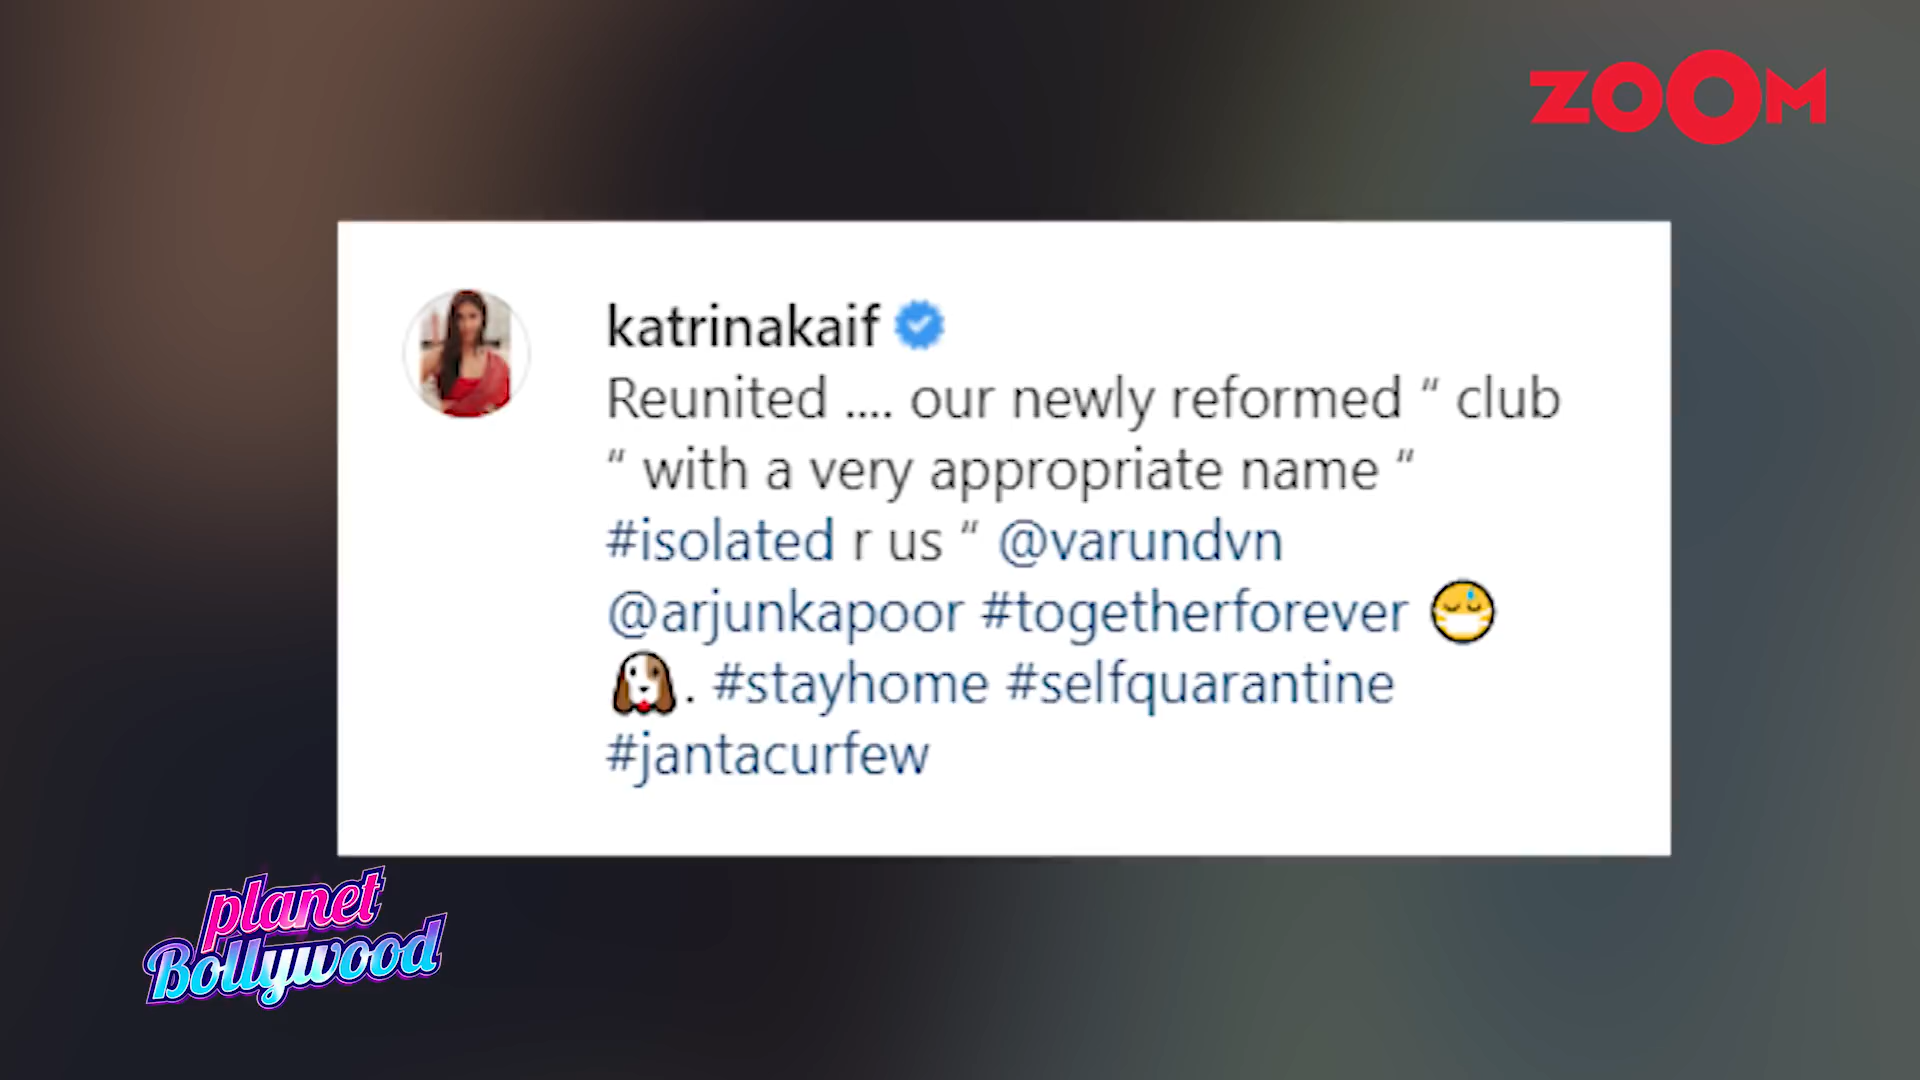 ZOOM
katrinakaif
Reunited .... our newly reformed “ club
“ with a very appropriate name “
#isolated r us “ @varundvn
@arjunkapoor #togetherforever 😷
🐶. #stayhome #selfquarantine
#jantacurfew
planet
Bollywood